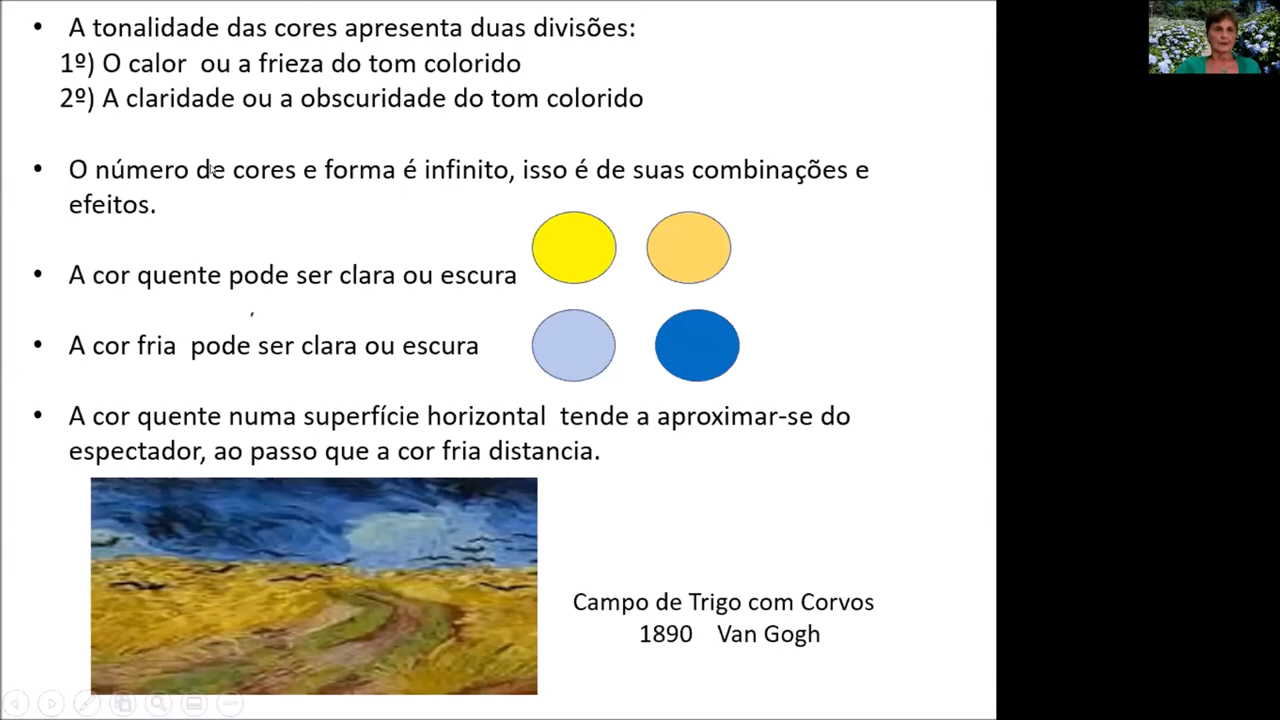 • A tonalidade das cores apresenta duas divisões:
1º) O calor  ou a frieza do tom colorido
2º) A claridade ou a obscuridade do tom colorido
• O número de cores e forma é infinito, isso é de suas combinações e
efeitos.
• A cor quente pode ser clara ou escura
,
• A cor fria  pode ser clara ou escura
• A cor quente numa superfície horizontal  tende a aproximar-se do
espectador, ao passo que a cor fria distancia.
Campo de Trigo com Corvos
1890    Van Gogh